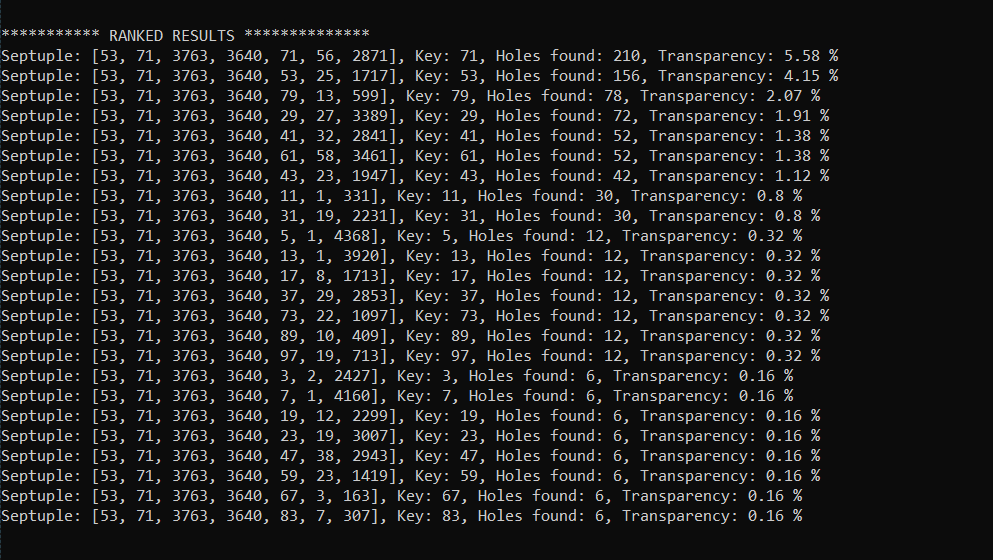 *********** RANKED RESULTS **************
Septuple: [53, 71, 3763, 3640, 71, 56, 2871], Key: 71, Holes found: 210, Transparency: 5.58 %
Septuple: [53, 71, 3763, 3640, 53, 25, 1717], Key: 53, Holes found: 156, Transparency: 4.15 %
Septuple: [53, 71, 3763, 3640, 79, 13, 599], Key: 79, Holes found: 78, Transparency: 2.07 %
Septuple: [53, 71, 3763, 3640, 29, 27, 3389], Key: 29, Holes found: 72, Transparency: 1.91 %
Septuple: [53, 71, 3763, 3640, 41, 32, 2841], Key: 41, Holes found: 52, Transparency: 1.38 %
Septuple: [53, 71, 3763, 3640, 61, 58, 3461], Key: 61, Holes found: 52, Transparency: 1.38 %
Septuple: [53, 71, 3763, 3640, 43, 23, 1947], Key: 43, Holes found: 42, Transparency: 1.12 %
Septuple: [53, 71, 3763, 3640, 11, 1, 331], Key: 11, Holes found: 30, Transparency: 0.8 %
Septuple: [53, 71, 3763, 3640, 31, 19, 2231], Key: 31, Holes found: 30, Transparency: 0.8 %
Septuple: [53, 71, 3763, 3640, 5, 1, 4368], Key: 5, Holes found: 12, Transparency: 0.32 %
Septuple: [53, 71, 3763, 3640, 13, 1, 3920], Key: 13, Holes found: 12, Transparency: 0.32 %
Septuple: [53, 71, 3763, 3640, 17, 8, 1713], Key: 17, Holes found: 12, Transparency: 0.32 %
Septuple: [53, 71, 3763, 3640, 37, 29, 2853], Key: 37, Holes found: 12, Transparency: 0.32 %
Septuple: [53, 71, 3763, 3640, 73, 22, 1097], Key: 73, Holes found: 12, Transparency: 0.32 %
Septuple: [53, 71, 3763, 3640, 89, 10, 409], Key: 89, Holes found: 12, Transparency: 0.32 %
Septuple: [53, 71, 3763, 3640, 97, 19, 713], Key: 97, Holes found: 12, Transparency: 0.32 %
Septuple: [53, 71, 3763, 3640, 3, 2, 2427], Key: 3, Holes found: 6, Transparency: 0.16 %
Septuple: [53, 71, 3763, 3640, 7, 1, 4160], Key: 7, Holes found: 6, Transparency: 0.16 %
Septuple: [53, 71, 3763, 3640, 19, 12, 2299], Key: 19, Holes found: 6, Transparency: 0.16 %
Septuple: [53, 71, 3763, 3640, 23, 19, 3007], Key: 23, Holes found: 6, Transparency: 0.16 %
Septuple: [53, 71, 3763, 3640, 47, 38, 2943], Key: 47, Holes found: 6, Transparency: 0.16 %
Septuple: [53, 71, 3763, 3640, 59, 23, 1419], Key: 59, Holes found: 6, Transparency: 0.16 %
Septuple: [53, 71, 3763, 3640, 67, 3, 163], Key: 67, Holes found: 6, Transparency: 0.16 %
Septuple: [53, 71, 3763, 3640, 83, 7, 307], Key: 83, Holes found: 6, Transparency: 0.16 %